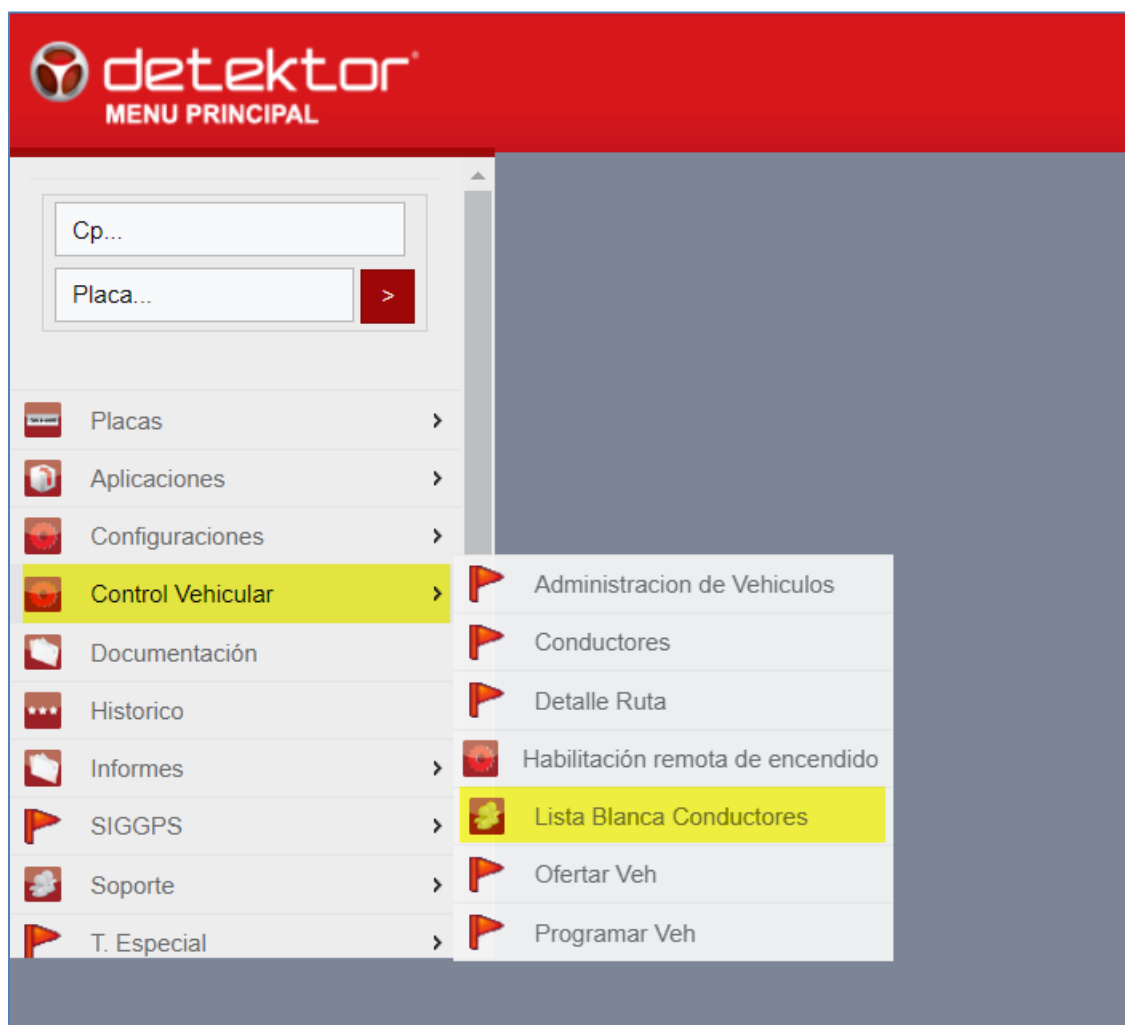 detektor
MENU PRINCIPAL
Cp...
Placa...
>
Placas
Aplicaciones
Configuraciones
Control Vehicular
Documentación
Historico
Informes
SIGGPS
Soporte
T. Especial
Administracion de Vehiculos
Conductores
Detalle Ruta
Habilitación remota de encendido
Lista Blanca Conductores
Ofertar Veh
Programar Veh